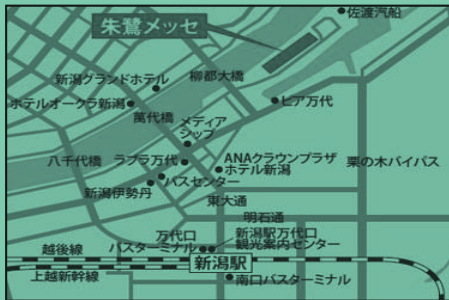 佐渡汽船
朱鷺メッセ
柳都大橋
新潟グランドホテル
ホテルオークラ新潟
ピア万代
萬代橋
メディア
シップ
八千代橋
ラブラ万代
ANAクラウンプラザ
ホテル新潟
栗の木バイパス
バスセンター
新潟伊勢丹
東大通
明石通
万代口
バスターミナル
新潟駅万代口
観光案内センター
越後線
新潟駅
上越新幹線
南口バスターミナル